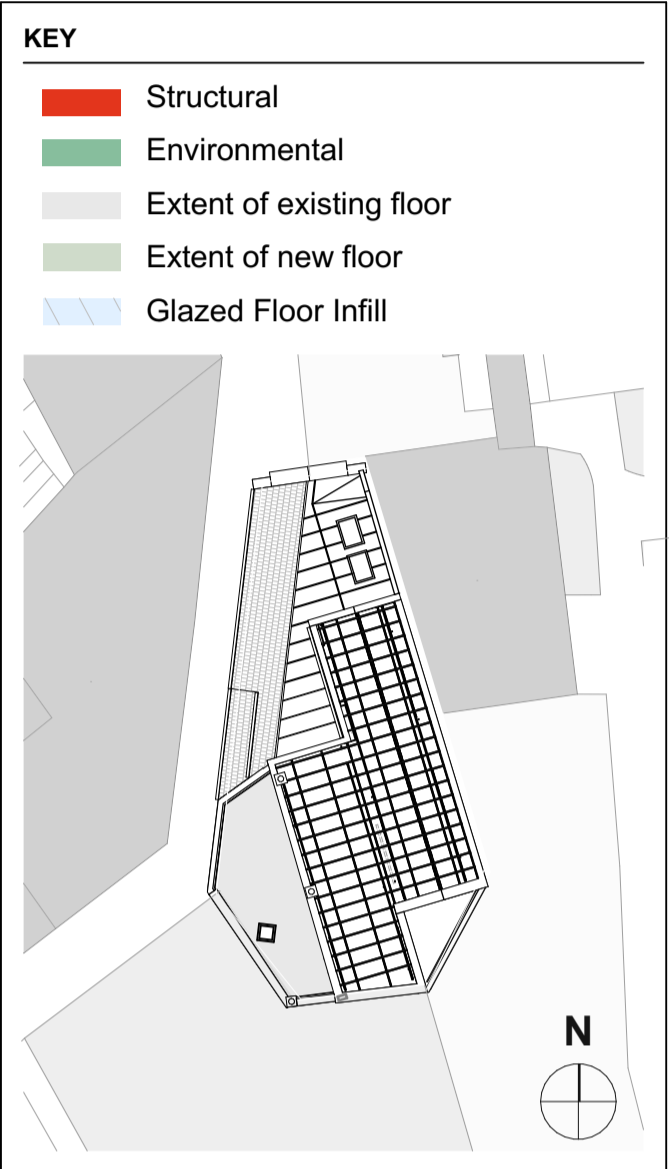 KEY
Structural
Environmental
Extent of existing floor
Extent of new floor
Glazed Floor Infill
N